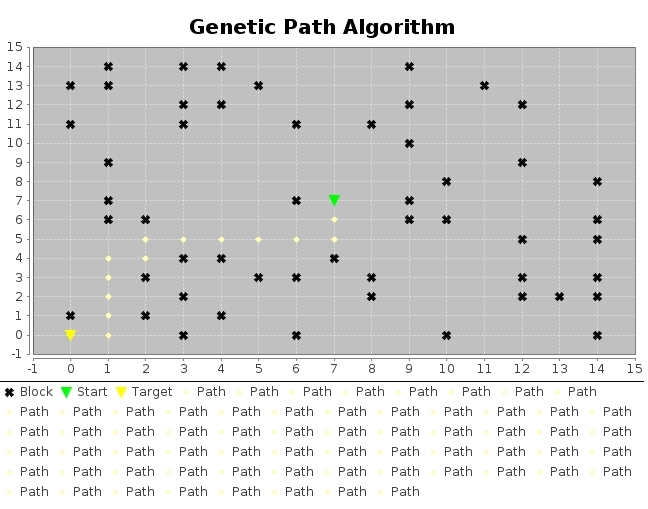 Genetic Path Algorithm
15
14
13
12
11
10
9
8
7
6
5
4
3
2
1
0
-1
-1 0 1 2 3 4 5 6 7 8 9 10 11 12 13 14 15
Block Start Target Path Path Path Path Path Path Path Path
Path Path Path Path Path Path Path Path Path Path Path Path
Path Path Path Path Path Path Path Path Path Path Path Path
Path Path Path Path Path Path Path Path Path Path Path Path
Path Path Path Path Path Path Path Path Path Path Path Path
Path Path Path Path Path Path Path Path